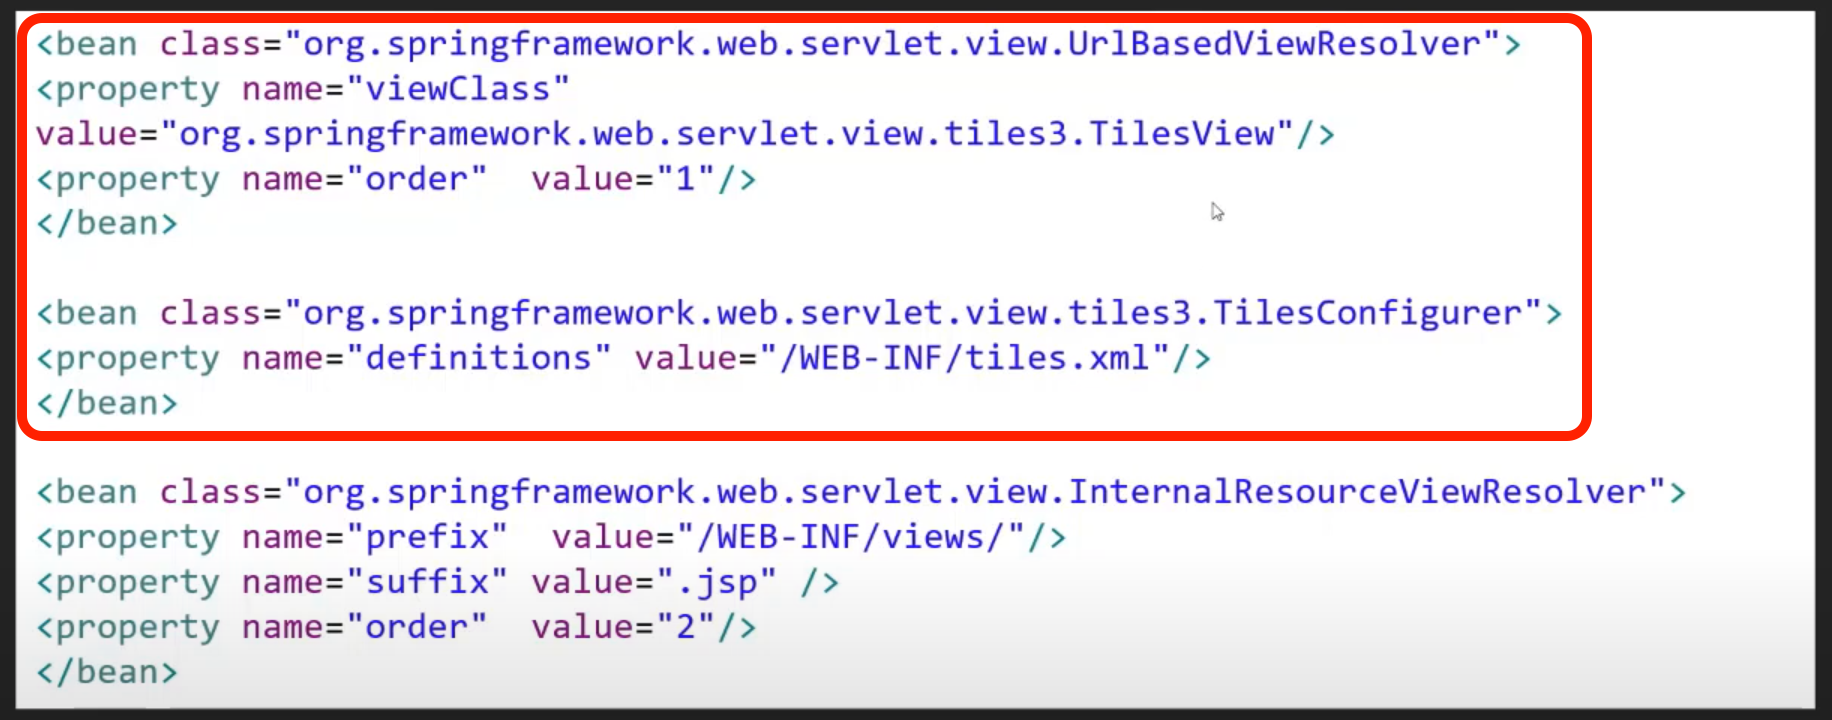 <bean class="org.springframework.web.servlet.view.UrlBasedViewResolver">
<property name="viewClass"
value="org.springframework.web.servlet.view.tiles3.TilesView"/>
<property name="order"  value="1"/>
</bean>
<bean class="org.springframework.web.servlet.view.tiles3.TilesConfigurer">
<property name="definitions" value="/WEB-INF/tiles.xml"/>
</bean>
<bean class="org.springframework.web.servlet.view.InternalResourceViewResolver">
<property name="prefix"  value="/WEB-INF/views/"/>
<property name="suffix" value=".jsp" />
<property name="order"  value="2"/>
</bean>